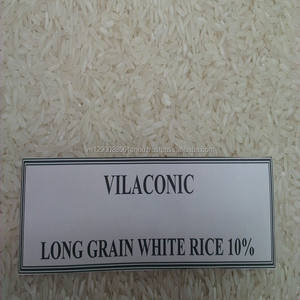 VILACONIC
LONG GRAIN WHITE RICE 10%